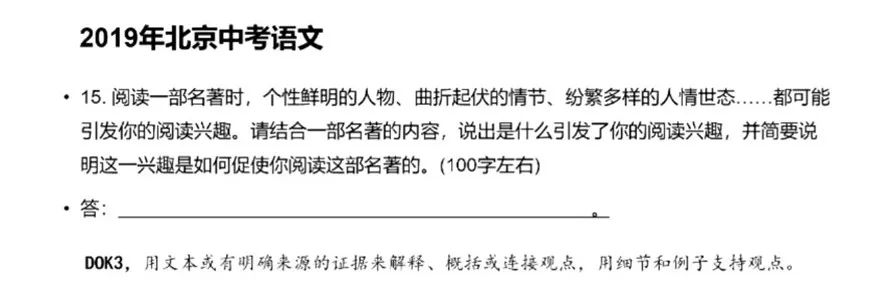 2019年北京中考语文
• 15. 阅读一部名著时，个性鲜明的人物、曲折起伏的情节、纷繁多样的人情世态……都可能
引发你的阅读兴趣。请结合一部名著的内容，说出是什么引发了你的阅读兴趣，并简要说
明这一兴趣是如何促使你阅读这部名著的。(100字左右)
• 答：______________________________。
DOK3，用文本或有明确来源的证据来解释、概括或连接观点，用细节和例子支持观点。